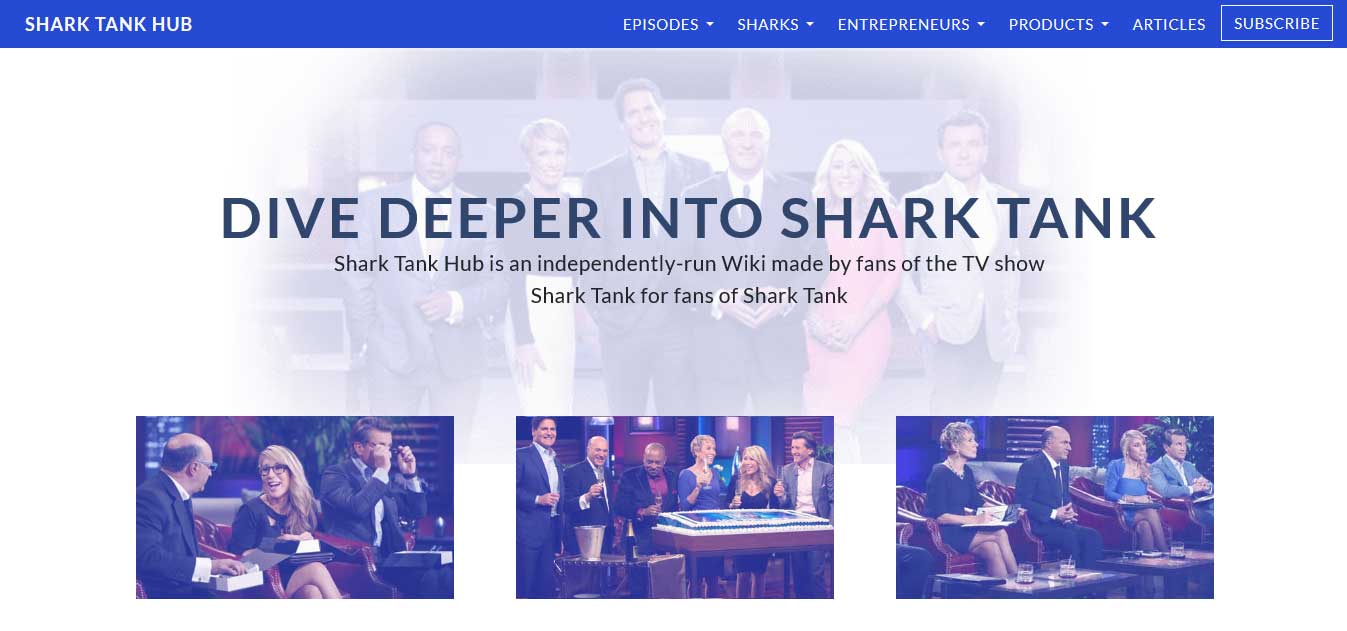 SHARK TANK HUB
EPISODES SHARKS ENTREPRENEURS PRODUCTS ARTICLES SUBSCRIBE
DIVE DEEPER INTO SHARK TANK
Shark Tank Hub is an independently-run Wiki made by fans of the TV show
Shark Tank for fans of Shark Tank